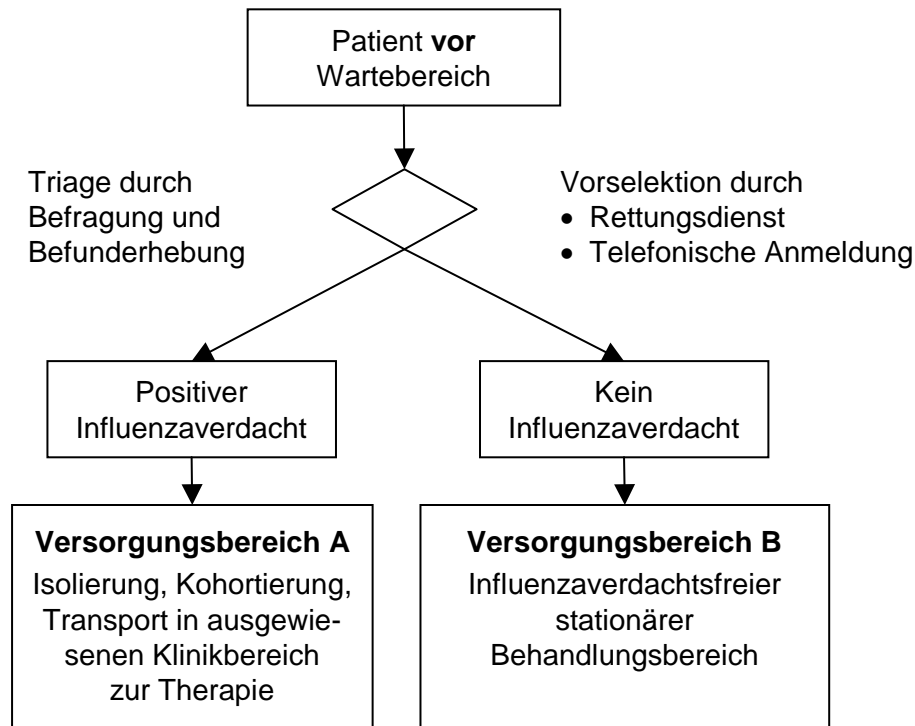 Patient vor
Wartebereich
Triage durch
Befragung und
Befunderhebung
Vorselektion durch
• Rettungsdienst
• Telefonische Anmeldung
Positiver
Influenzaverdacht
Kein
Influenzaverdacht
Versorgungsbereich A
Isolierung, Kohortierung,
Transport in ausgewie-
senen Klinikbereich
zur Therapie
Versorgungsbereich B
Influenzaverdachtsfreier
stationärer
Behandlungsbereich